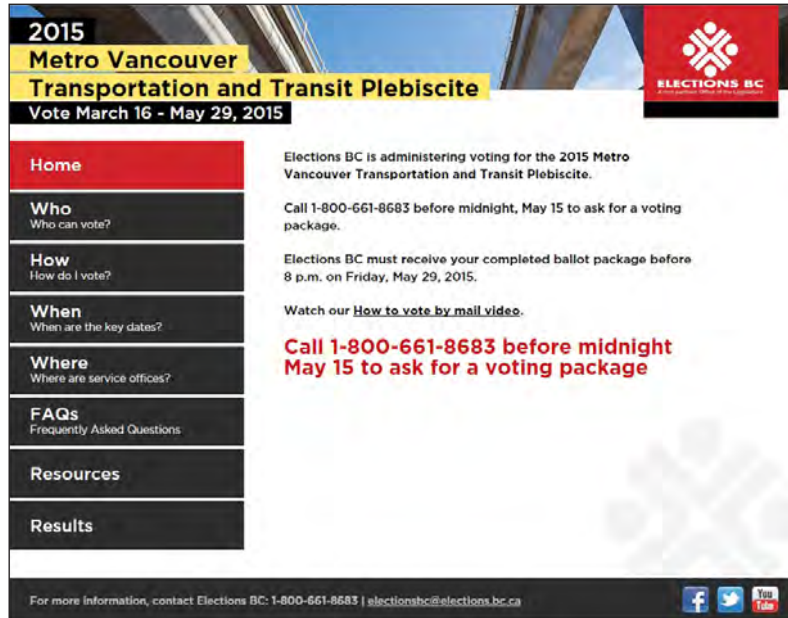 2015
Metro Vancouver
Transportation and Transit Plebiscite
Vote March 16 - May 29, 2015
ELECTIONS BC
A non-partisan Office of the Legislature
Home
Who
Who can vote?
How
How do I vote?
When
When are the key dates?
Where
Where are service offices?
FAQs
Frequently Asked Questions
Resources
Results
Elections BC is administering voting for the 2015 Metro
Vancouver Transportation and Transit Plebiscite.
Call 1-800-661-8683 before midnight, May 15 to ask for a voting
package.
Elections BC must receive your completed ballot package before
8 p.m. on Friday, May 29, 2015.
Watch our How to vote by mail video.
Call 1-800-661-8683 before midnight
May 15 to ask for a voting package
For more information, contact Elections BC: 1-800-661-8683 | electionsbc@elections.bc.ca
You
Tube